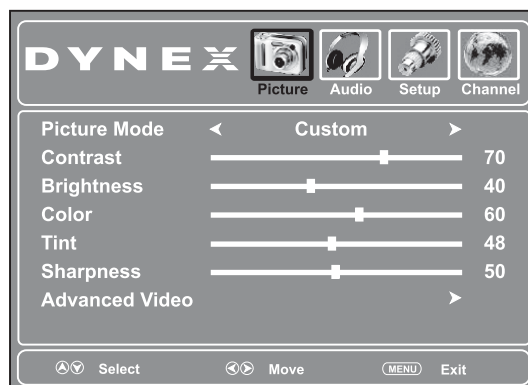 DYNEX
Picture Audio Setup Channel
Picture Mode Custom
Contrast 70
Brightness 40
Color 60
Tint 48
Sharpness 50
Advanced Video
Select Move MENU Exit